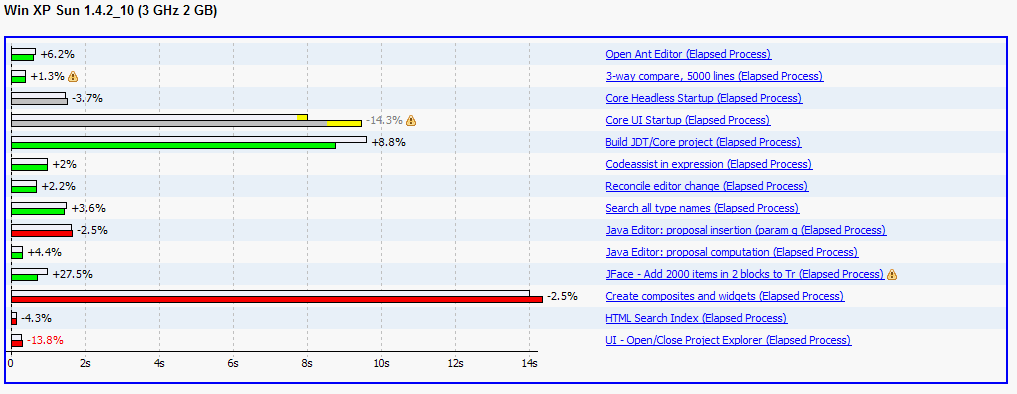 Win XP Sun 1.4.2_10 (3 GHz 2 GB)
+6.2% Open Ant Editor (Elapsed Process)
+1.3% 3-way compare, 5000 lines (Elapsed Process)
-3.7% Core Headless Startup (Elapsed Process)
-14.3% Core UI Startup (Elapsed Process)
+8.8% Build JDT/Core project (Elapsed Process)
+2% Codeassist in expression (Elapsed Process)
+2.2% Reconcile editor change (Elapsed Process)
+3.6% Search all type names (Elapsed Process)
-2.5% Java Editor: proposal insertion (param q (Elapsed Process)
+4.4% Java Editor: proposal computation (Elapsed Process)
+27.5% JFace - Add 2000 items in 2 blocks to Tr (Elapsed Process)
-2.5% Create composites and widgets (Elapsed Process)
-4.3% HTML Search Index (Elapsed Process)
-13.8% UI - Open/Close Project Explorer (Elapsed Process)
0 2s 4s 6s 8s 10s 12s 14s